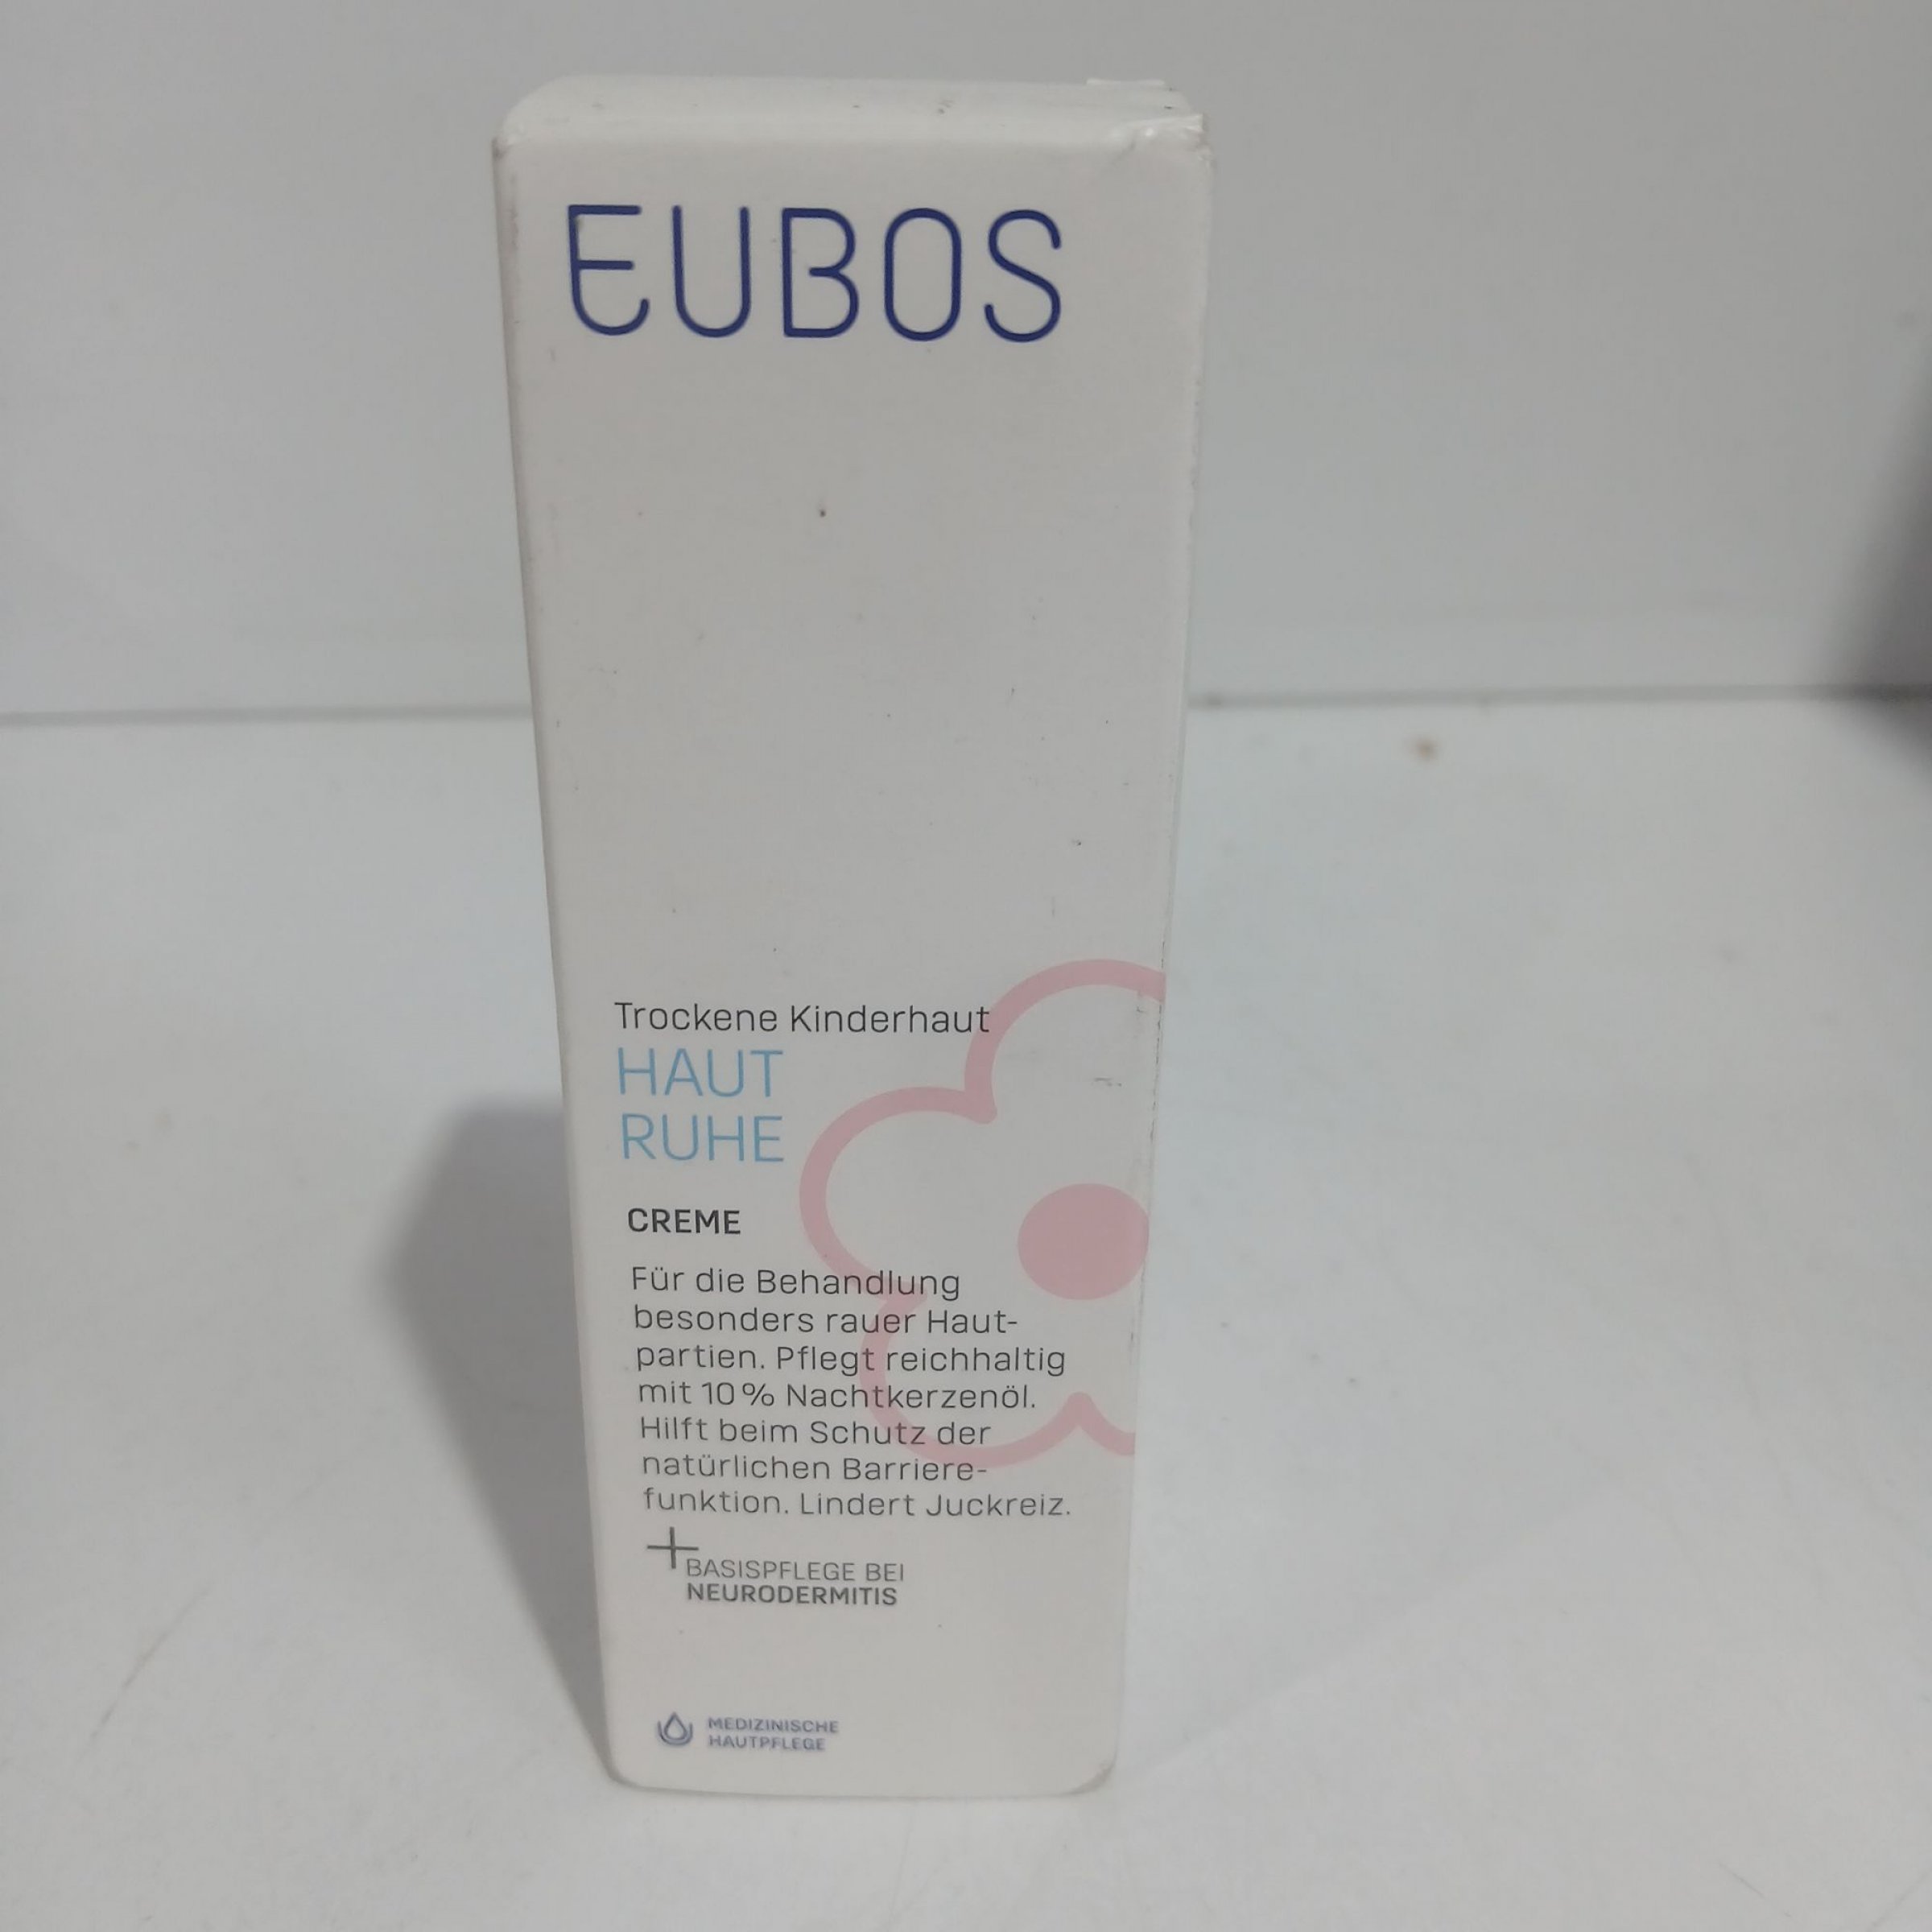 EUBOS
Trockene Kinderhaut
HAUT
RUHE
CREME
Für die Behandlung
besonders rauer Haut-
partien. Pflegt reichhaltig
mit 10% Nachtkerzenöl.
Hilft beim Schutz der
natürlichen Barriere-
funktion. Lindert Juckreiz.
BASISPFLEGE BEI
NEURODERMITIS
MEDIZINISCHE
HAUTPFLEGE